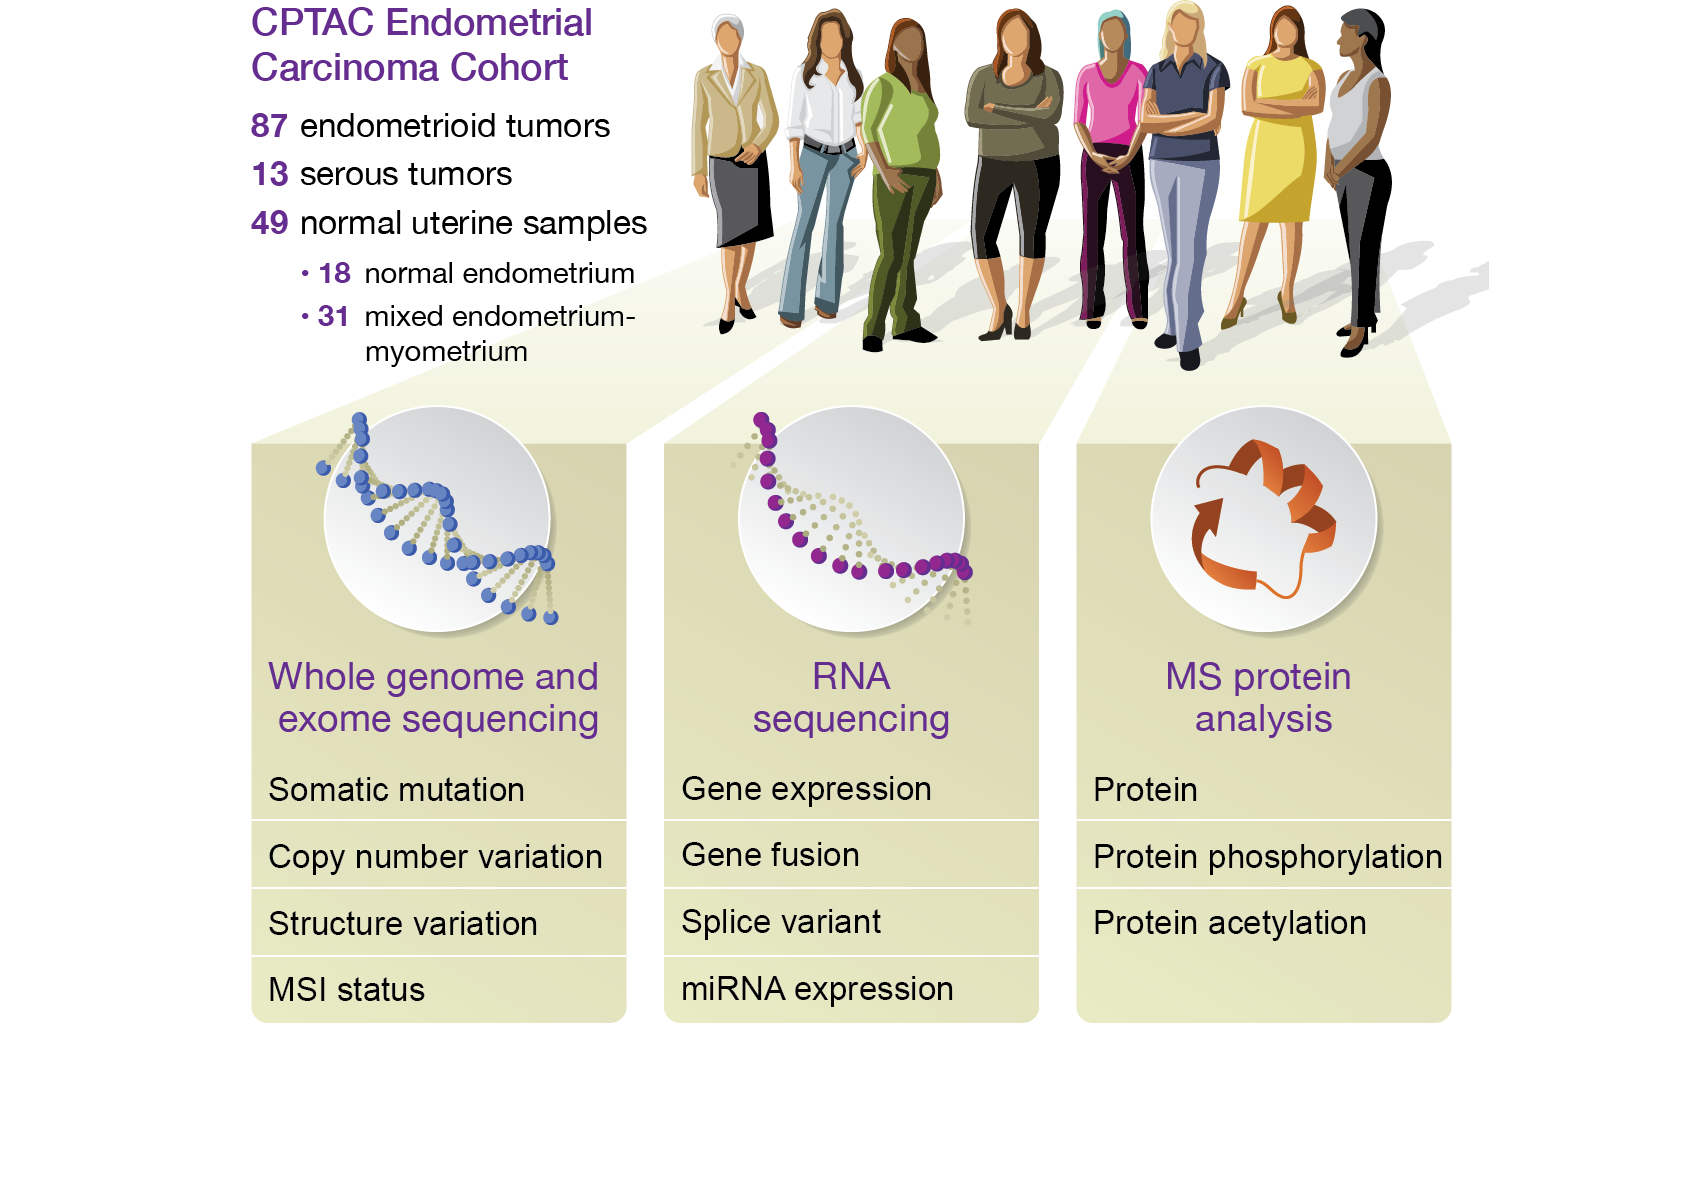 CPTAC Endometrial
Carcinoma Cohort
87 endometrioid tumors
13 serous tumors
49 normal uterine samples
• 18 normal endometrium
• 31 mixed endometrium-
myometrium
Whole genome and
exome sequencing
Somatic mutation
Copy number variation
Structure variation
MSI status
RNA
sequencing
Gene expression
Gene fusion
Splice variant
miRNA expression
MS protein
analysis
Protein
Protein phosphorylation
Protein acetylation